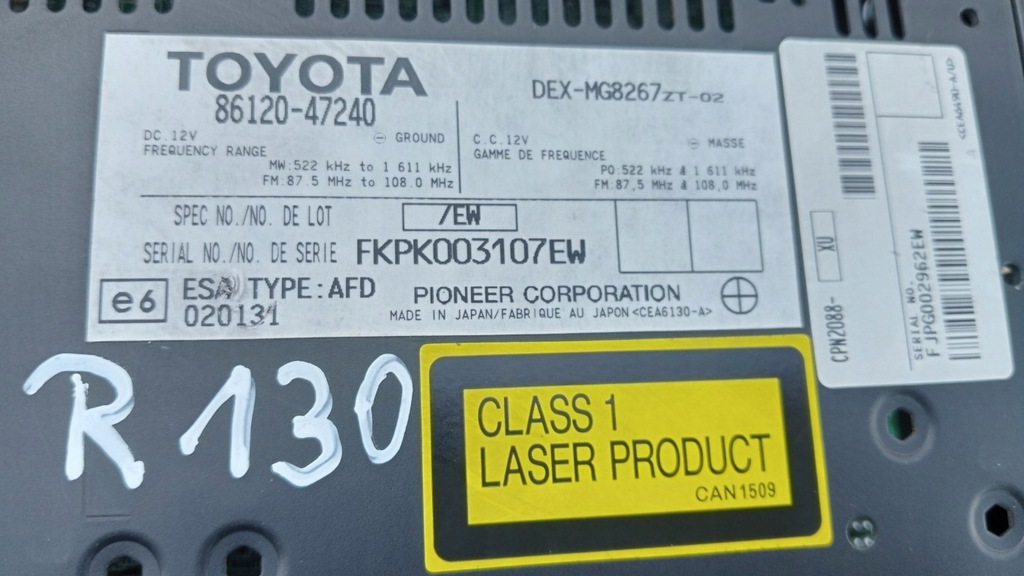 TOYOTA
86120-47240
DEX-MG8267ZT-02
DC.12V ⊖ GROUND
FREQUENCY RANGE
MW:522 kHz to 1 611 kHz
FM:87.5 MHz to 108.0 MHz
C.C.12V ⊖ MASSE
GAMME DE FREQUENCE
PO:522 kHz à 1 611 kHz
FM:87,5 MHz à 108,0 MHz
SPEC NO./NO. DE LOT /EW
SERIAL NO./NO. DE SERIE FKPK003107EW
e6 ESA TYPE:AFD
020131
PIONEER CORPORATION
MADE IN JAPAN/FABRIQUE AU JAPON <CEA6130-A>
CPN2088-
XU
SERIAL NO.
FJPG002962EW
<CEA6490-A/U>
R130
CLASS 1
LASER PRODUCT
CAN1509